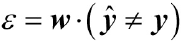 ε = w·(ŷ ≠ y)